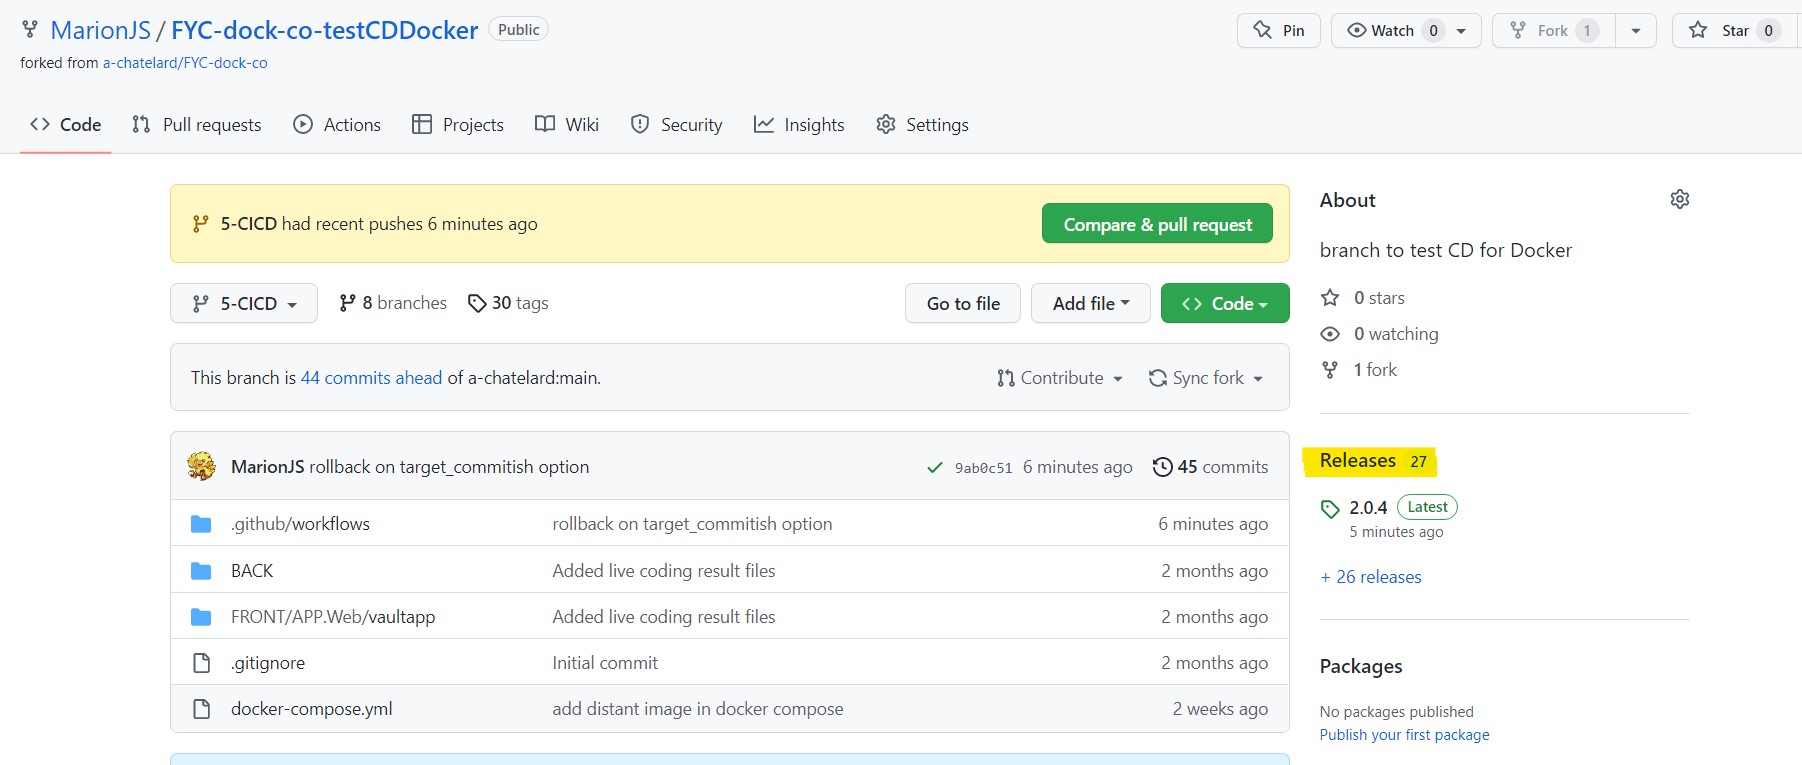 MarionJS / FYC-dock-co-testCDDocker Public
Pin Watch 0 Fork 1 Star 0
forked from a-chatelard/FYC-dock-co
Code Pull requests Actions Projects Wiki Security Insights Settings
5-CICD had recent pushes 6 minutes ago
Compare & pull request
5-CICD 8 branches 30 tags
Go to file Add file Code
This branch is 44 commits ahead of a-chatelard:main.
Contribute Sync fork
MarionJS rollback on target_commitish option 9ab0c51 6 minutes ago 45 commits
.github/workflows rollback on target_commitish option 6 minutes ago
BACK Added live coding result files 2 months ago
FRONT/APP.Web/vaultapp Added live coding result files 2 months ago
.gitignore Initial commit 2 months ago
docker-compose.yml add distant image in docker compose 2 weeks ago
About
branch to test CD for Docker
0 stars
0 watching
1 fork
Releases 27
2.0.4 Latest
5 minutes ago
+ 26 releases
Packages
No packages published
Publish your first package